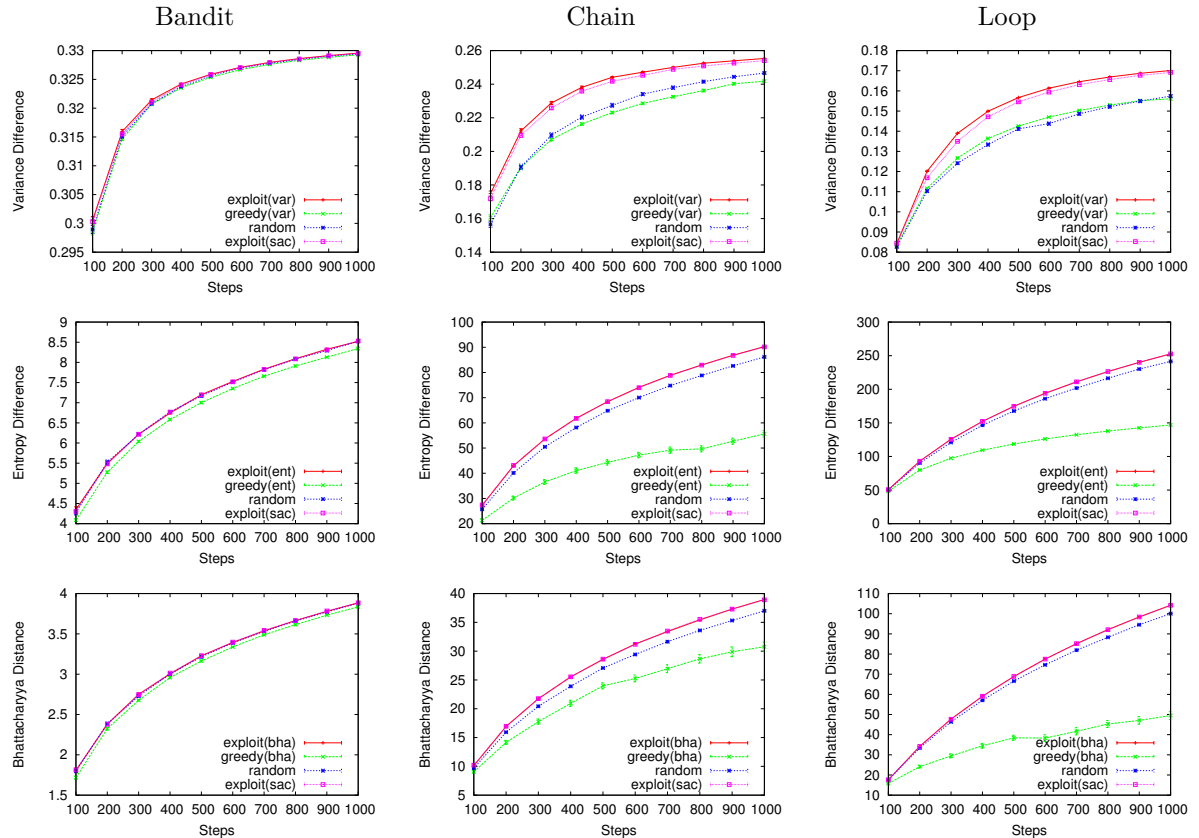 Bandit
Chain
Loop
0.33
0.325
0.32
0.315
0.31
0.305
0.3
0.295
Variance Difference
exploit(var)
greedy(var)
random
exploit(sac)
100 200 300 400 500 600 700 800 900 1000
Steps
0.26
0.24
0.22
0.2
0.18
0.16
0.14
Variance Difference
exploit(var)
greedy(var)
random
exploit(sac)
100 200 300 400 500 600 700 800 900 1000
Steps
0.18
0.17
0.16
0.15
0.14
0.13
0.12
0.11
0.1
0.09
0.08
Variance Difference
exploit(var)
greedy(var)
random
exploit(sac)
100 200 300 400 500 600 700 800 900 1000
Steps
9
8.5
8
7.5
7
6.5
6
5.5
5
4.5
4
Entropy Difference
exploit(ent)
greedy(ent)
random
exploit(sac)
100 200 300 400 500 600 700 800 900 1000
Steps
100
90
80
70
60
50
40
30
20
Entropy Difference
exploit(ent)
greedy(ent)
random
exploit(sac)
100 200 300 400 500 600 700 800 900 1000
Steps
300
250
200
150
100
50
0
Entropy Difference
exploit(ent)
greedy(ent)
random
exploit(sac)
100 200 300 400 500 600 700 800 900 1000
Steps
4
3.5
3
2.5
2
1.5
Bhattacharyya Distance
exploit(bha)
greedy(bha)
random
exploit(sac)
100 200 300 400 500 600 700 800 900 1000
Steps
40
35
30
25
20
15
10
5
Bhattacharyya Distance
exploit(bha)
greedy(bha)
random
exploit(sac)
100 200 300 400 500 600 700 800 900 1000
Steps
110
100
90
80
70
60
50
40
30
20
10
Bhattacharyya Distance
exploit(bha)
greedy(bha)
random
exploit(sac)
100 200 300 400 500 600 700 800 900 1000
Steps